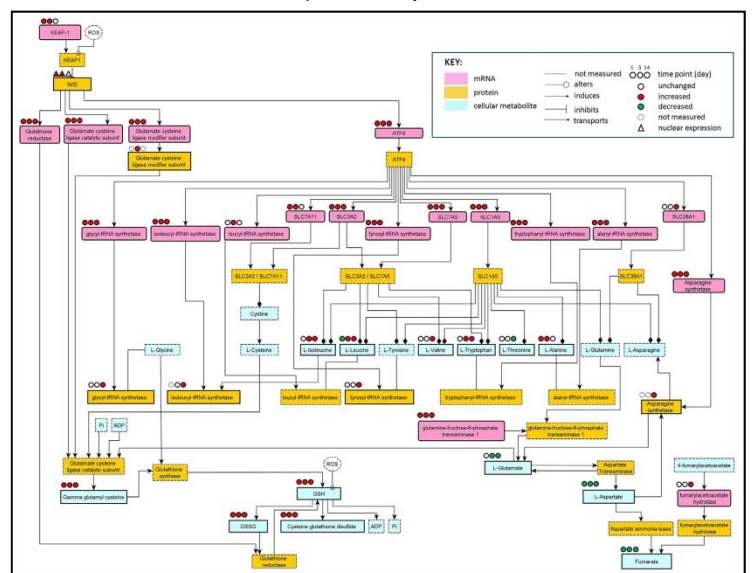 KEAP-1
ROS
KEAP1
Nrf2
Glutathione
reductase
Glutamate cysteine
ligase catalytic subunit
Glutamate cysteine
ligase modifier subunit
Glutamate cysteine
ligase modifier subunit
ATF4
ATF4
KEY:
mRNA
protein
cellular metabolite
not measured
alters
induces
inhibits
transports
1 3 14
time point (day)
unchanged
increased
decreased
not measured
nuclear expression
SLC7A11
SLC3A2
SLC7A5
SLC1A5
SLC38A1
glycyl-tRNA synthetase
isoleucyl-tRNA synthetase
leucyl-tRNA synthetase
tyrosyl-tRNA synthetase
tryptophanyl-tRNA synthetase
alanyl-tRNA synthetase
SLC3A2 / SLC7A11
SLC3A2 / SLC7A5
SLC1A5
SLC38A1
Asparagine
synthetase
Cystine
L-Glycine
L-Cysteine
L-Isoleucine
L-Leucine
L-Tyrosine
L-Valine
L-Tryptophan
L-Threonine
L-Alanine
L-Glutamine
L-Asparagine
glycyl-tRNA synthetase
isoleucyl-tRNA synthetase
leucyl-tRNA synthetase
tyrosyl-tRNA synthetase
tryptophanyl-tRNA synthetase
alanyl-tRNA synthetase
Asparagine
synthetase
glutamine-fructose-6-phosphate
transaminase 1
glutamine-fructose-6-phosphate
transaminase 1
Pi
ADP
Glutamate cysteine
ligase catalytic subunit
Glutathione
synthase
ROS
L-Glutamate
Aspartate
Transaminase
4-fumarylacetoacetate
Gamma glutamyl cysteine
GSH
L-Aspartate
fumarylacetoacetate
hydrolase
GSSG
Cysteine glutathione disulfide
ADP
Pi
Aspartate ammonia-lyase
fumarylacetoacetate
hydrolase
Glutathione
reductase
Fumarate